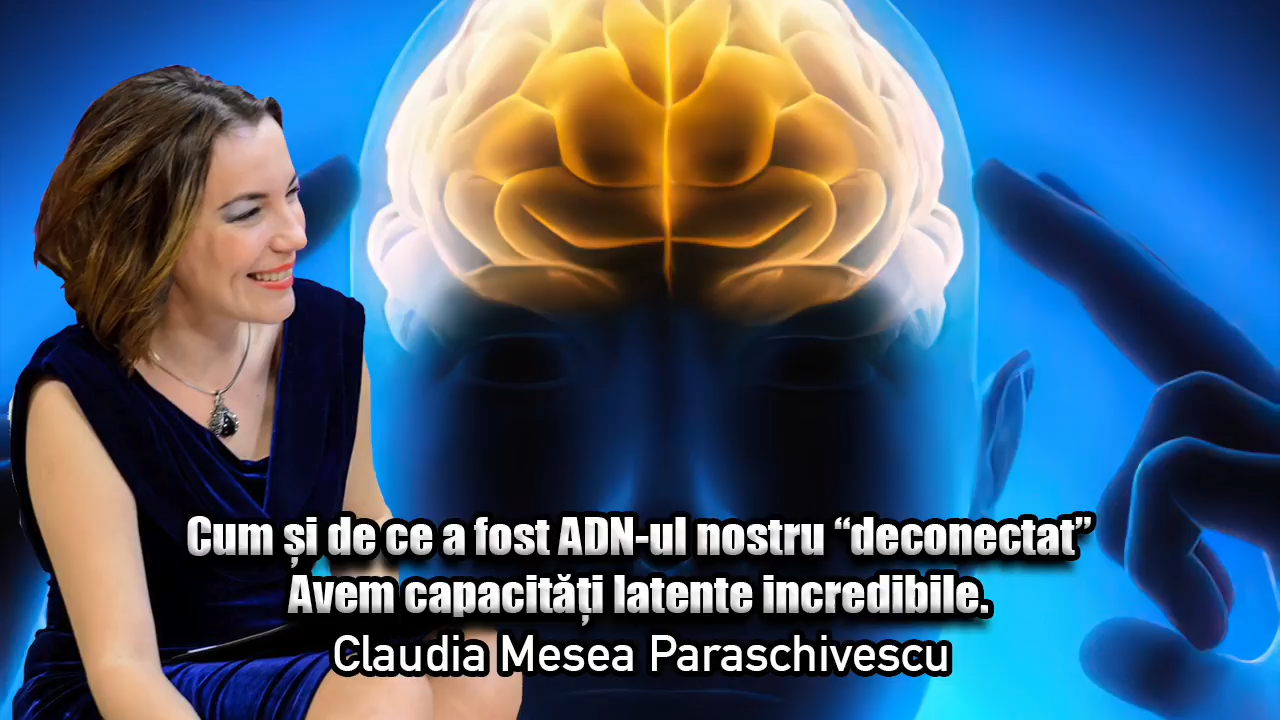 Cum și de ce a fost ADN-ul nostru “deconectat”
Avem capacități latente incredibile.
Claudia Mesea Paraschivescu